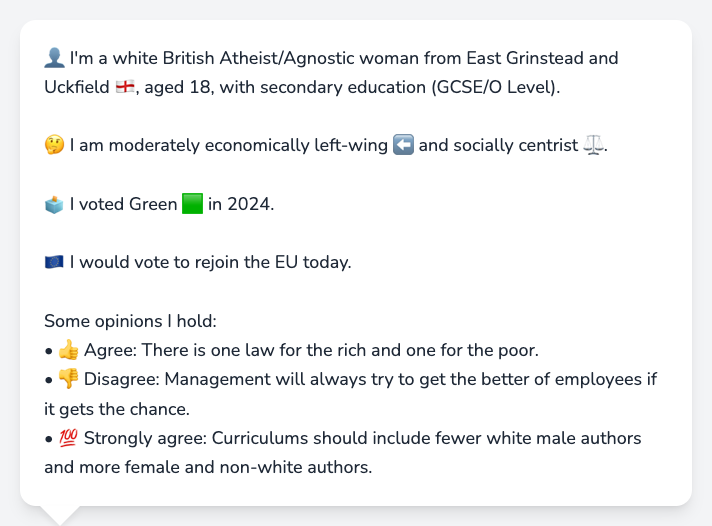 👤 I'm a white British Atheist/Agnostic woman from East Grinstead and
Uckfield 🏴󠁧󠁢󠁥󠁮󠁧󠁿, aged 18, with secondary education (GCSE/O Level).
🤔 I am moderately economically left-wing ⬅️ and socially centrist ⚖️.
🗳️ I voted Green 🟩 in 2024.
🇪🇺 I would vote to rejoin the EU today.
Some opinions I hold:
• 👍 Agree: There is one law for the rich and one for the poor.
• 👎 Disagree: Management will always try to get the better of employees if
it gets the chance.
• 💯 Strongly agree: Curriculums should include fewer white male authors
and more female and non-white authors.